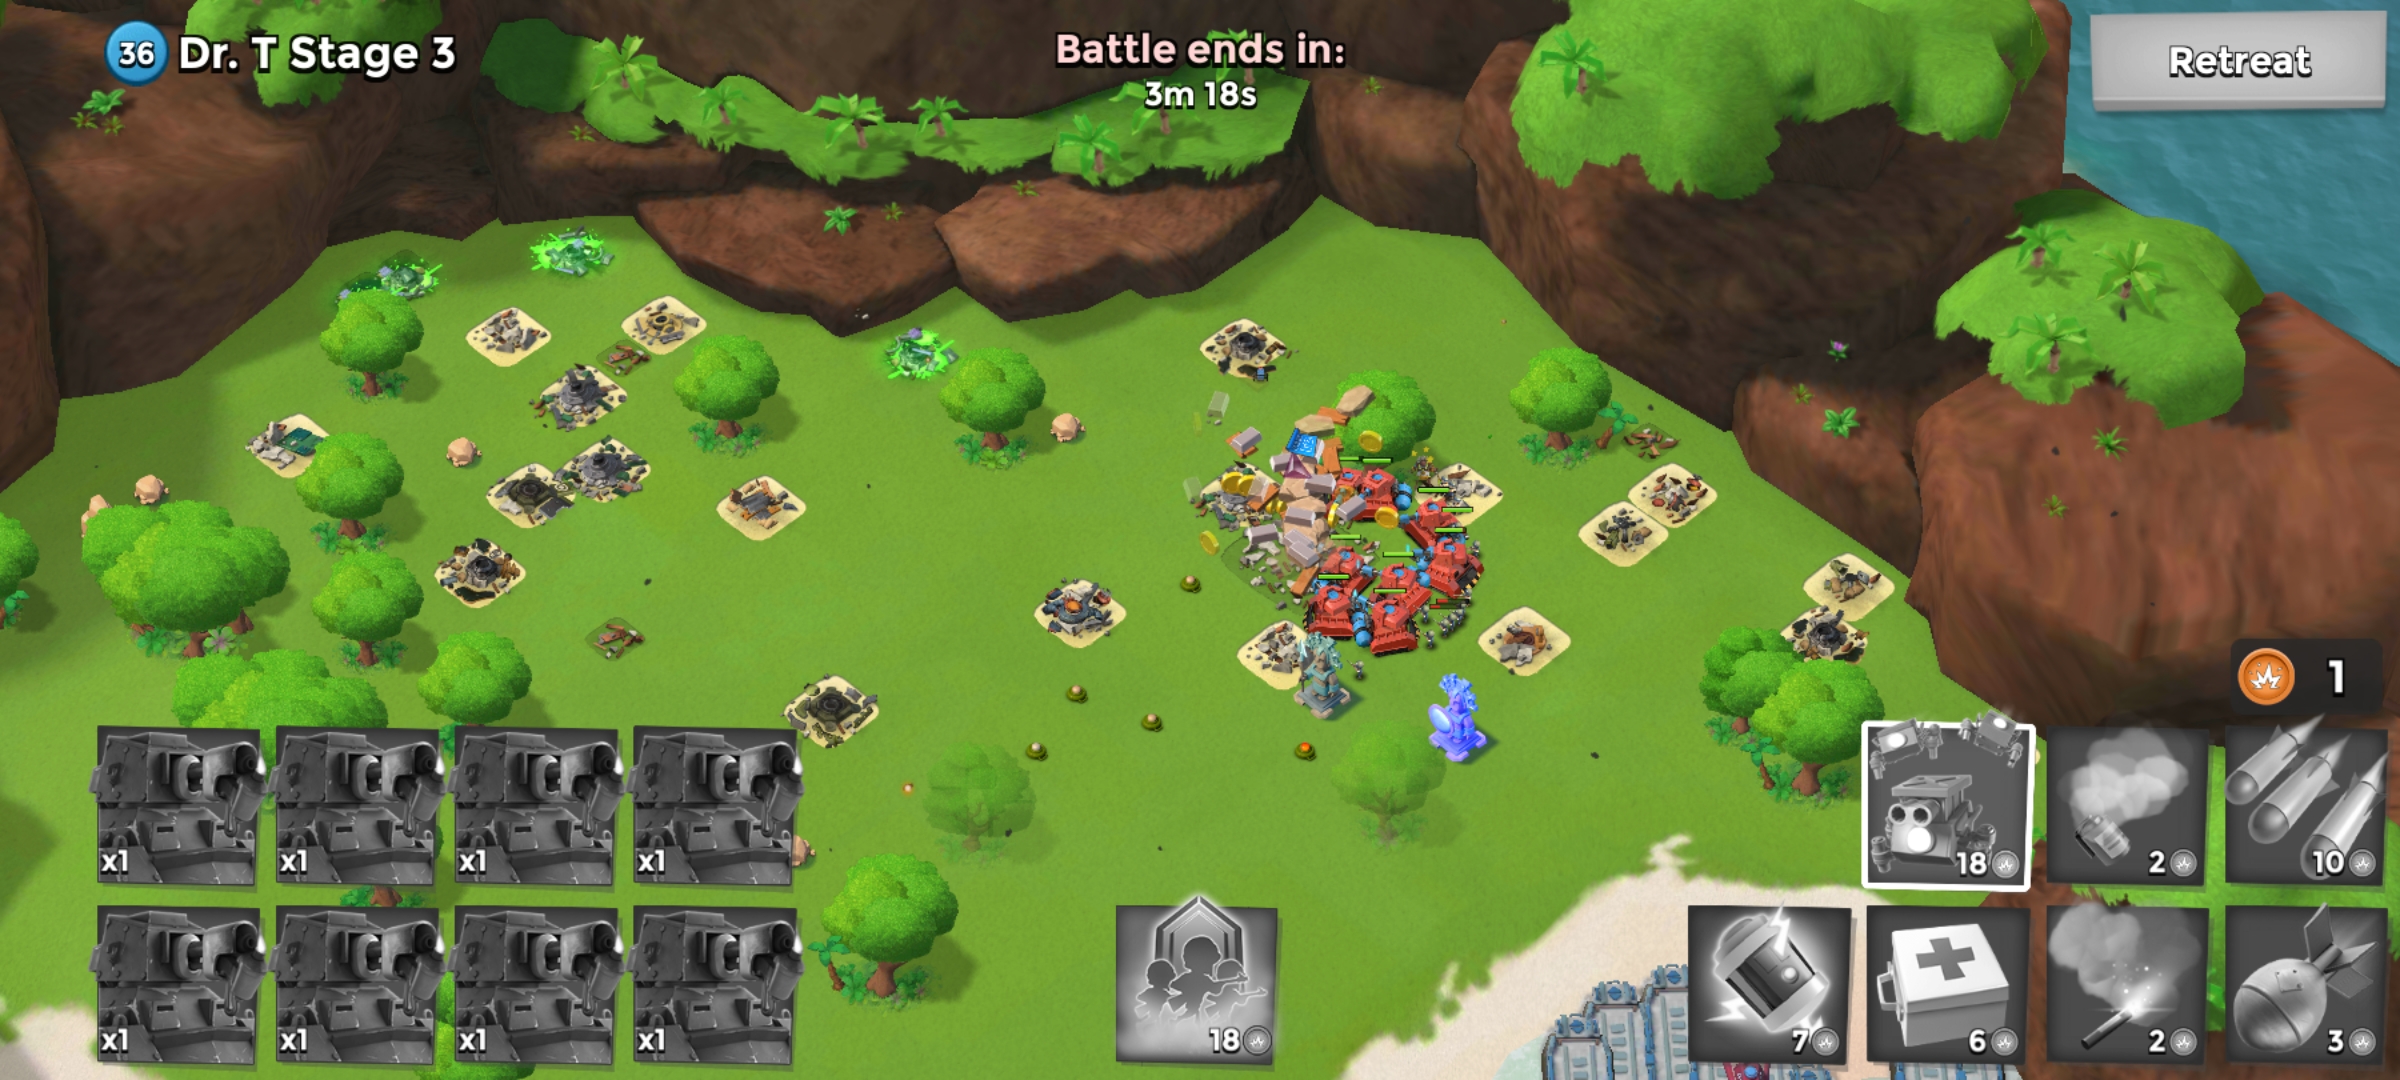 36 Dr. T Stage 3
Battle ends in:
3m 18s
Retreat
1
x1 x1 x1 x1
18 2 10
x1 x1 x1 x1
18
7 6 2 3